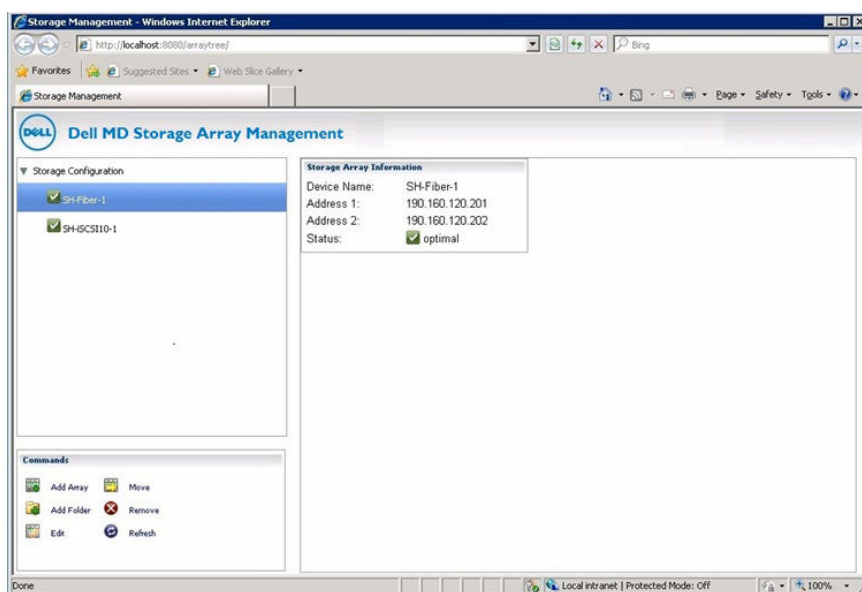 Storage Management - Windows Internet Explorer
http://localhost:8080/arraytree/
Bing
Favorites
Suggested Sites
Web Slice Gallery
Storage Management
Page
Safety
Tools
DELL
Dell MD Storage Array Management
Storage Configuration
SH-Fiber-1
SH-iSCSI10-1
Storage Array Information
Device Name: SH-Fiber-1
Address 1: 190.160.120.201
Address 2: 190.160.120.202
Status: optimal
Commands
Add Array Move
Add Folder Remove
Edit Refresh
Done
Local intranet | Protected Mode: Off
100%